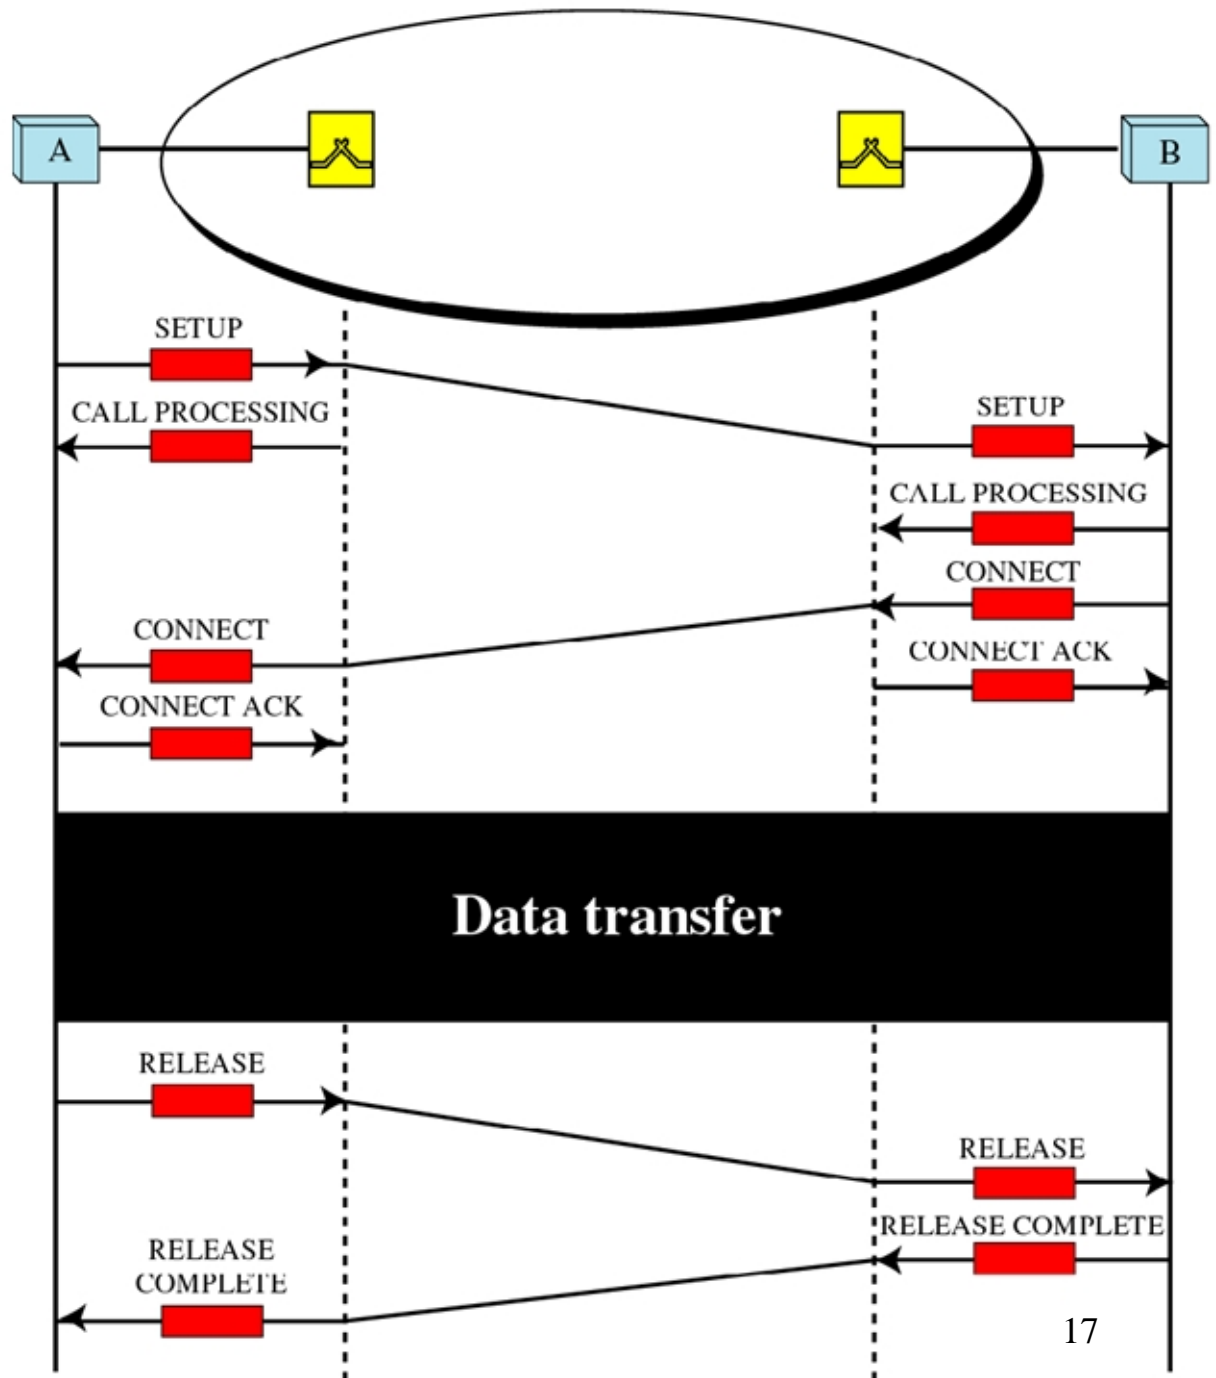 A
B
SETUP
CALL PROCESSING
SETUP
CALL PROCESSING
CONNECT
CONNECT
CONNECT ACK
CONNECT ACK
Data transfer
RELEASE
RELEASE
RELEASE COMPLETE
RELEASE
COMPLETE
17